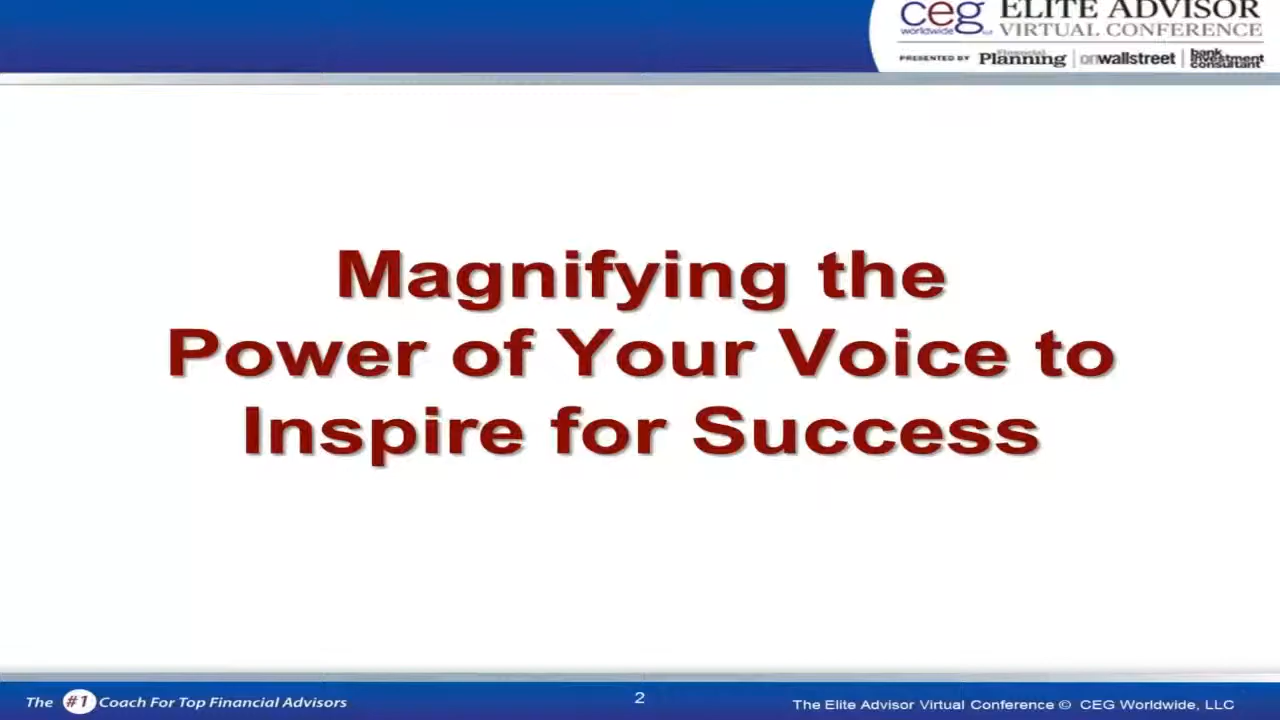 ceg ELITE ADVISOR
worldwide LLC VIRTUAL CONFERENCE
PRESENTED BY Financial Planning | onwallstreet | bank investment consultant
Magnifying the
Power of Your Voice to
Inspire for Success
The #1 Coach For Top Financial Advisors
2
The Elite Advisor Virtual Conference © CEG Worldwide, LLC